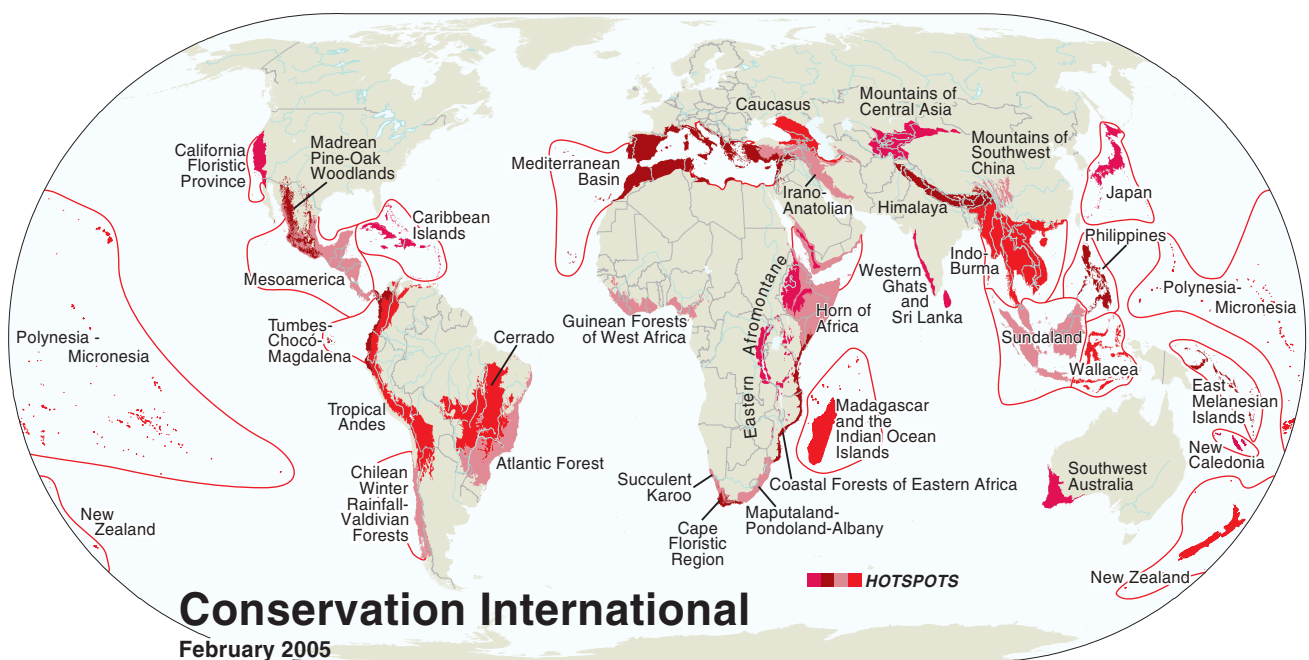 California
Floristic
Province
Madrean
Pine-Oak
Woodlands
Caribbean
Islands
Mesoamerica
Tumbes-
Chocó-
Magdalena
Polynesia -
Micronesia
Tropical
Andes
Cerrado
Atlantic Forest
Chilean
Winter
Rainfall-
Valdivian
Forests
New
Zealand
Mediterranean
Basin
Caucasus
Irano-
Anatolian
Mountains of
Central Asia
Mountains of
Southwest
China
Himalaya
Japan
Philippines
Indo-
Burma
Western
Ghats
and
Sri Lanka
Guinean Forests
of West Africa
Eastern Afromontane
Horn of
Africa
Sundaland
Wallacea
Polynesia-
Micronesia
East
Melanesian
Islands
New
Caledonia
Madagascar
and the
Indian Ocean
Islands
Coastal Forests of Eastern Africa
Succulent
Karoo
Cape
Floristic
Region
Maputaland-
Pondoland-Albany
Southwest
Australia
New Zealand
HOTSPOTS
Conservation International
February 2005